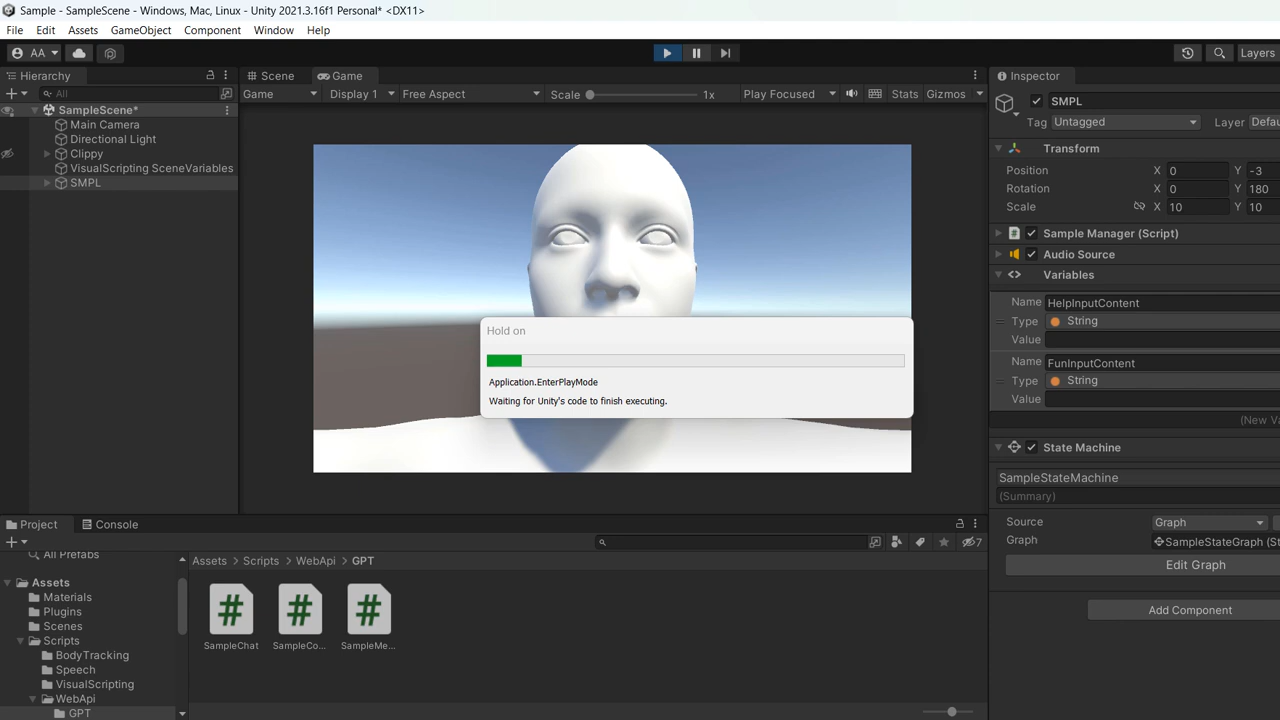 Sample - SampleScene - Windows, Mac, Linux - Unity 2021.3.16f1 Personal* <DX11>
File Edit Assets GameObject Component Window Help
AA Layers
Hierarchy
All
SampleScene*
Main Camera
Directional Light
Clippy
VisualScripting SceneVariables
SMPL
Scene Game
Game Display 1 Free Aspect Scale 1x Play Focused Stats Gizmos
Hold on
Application.EnterPlayMode
Waiting for Unity's code to finish executing.
Inspector
SMPL
Tag Untagged Layer Defau
Transform
Position X 0 Y -3
Rotation X 0 Y 180
Scale X 10 Y 10
Sample Manager (Script)
Audio Source
Variables
Name HelpInputContent
Type String
Value
Name FunInputContent
Type String
Value
(New Va
State Machine
SampleStateMachine
(Summary)
Source Graph
Graph SampleStateGraph (St
Edit Graph
Add Component
Project Console
7
All Prefabs
Assets
Materials
Plugins
Scenes
Scripts
BodyTracking
Speech
VisualScripting
WebApi
GPT
Assets > Scripts > WebApi > GPT
SampleChat SampleCo... SampleMe...